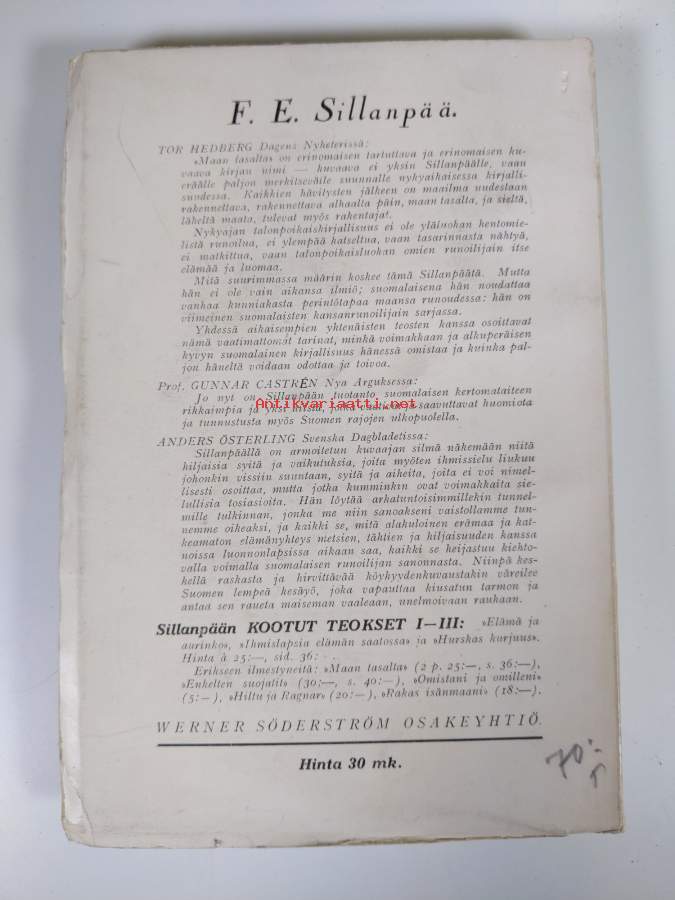 F. E. Sillanpää.
TOR HEDBERG Dagens Nyheterissä:
»Maan tasalta» on erinomaisen tartuttava ja erinomaisen ku-
vaava kirjan nimi — kuvaava ei yksin Sillanpäälle, vaan
eräälle paljon merkitsevälle suunnalle nykyaikaisessa kirjalli-
suudessa. Kaikkien hävitysten jälkeen on maailma uudestaan
rakennettava, rakennettava alhaalta päin, maan tasalta, ja sieltä,
läheltä maata, tulevat myös rakentajat.
Nykyajan talonpoikaishirjallisuus ei ole yläluokan hentomie-
listä runoilua, ei ylempää katseltua, vaan tasarinnasta nähtyä,
ei matkittua, vaan talonpoikaisluokan omien runoilijain itse
elämää ja luomaa.
Mitä suurimmassa määrin koskee tämä Sillanpäätä. Mutta
hän ei ole vain aikansa ilmiö; suomalaisena hän noudattaa
vanhaa kunniakasta perintötapaa maansa runoudessa: hän on
viimeinen suomalaisten kansanrunoilijain sarjassa.
Yhdessä aikaisempien yhtenäisten teosten kanssa osoittavat
nämä vaatimattomat tarinat, minkä voimakkaan ja alkuperäisen
kyvyn suomalainen kirjallisuus hänessä omistaa ja kuinka pal-
jon häneltä voidaan odottaa ja toivoa.
Prof. GUNNAR CASTRÉN Nya Arguksessa:
Jo nyt on Sillanpään tuotanto suomalaisen kertomataiteen
rikkaimpia ja yksi niistä, jotka vaativat ja saavuttavat huomiota
ja tunnustusta myös Suomen rajojen ulkopuolella.
Antikvariaatti.net
ANDERS ÖSTERLING Svenska Dagbladetissa:
Sillanpäällä on armoitetun kuvaajan silmä näkemään niitä
hiljaisia syitä ja vaikutuksia, joita myöten ihmissielu liukuu
johonkin vissiin suuntaan, syitä ja aiheita, joita ei voi nimel-
lisesti osoittaa, mutta jotka kumminkin ovat voimakkaita sie-
lullisia tosiasioita. Hän löytää arkatuntoisimmillekin tunnel-
mille tulkinnan, jonka me niin sanoakseni vaistollamme tun-
nemme oikeaksi, ja kaikki se, mitä alakuloinen erämaa ja kat-
keamaton elämänyhteys metsien, tähtien ja hiljaisuuden kanssa
noissa luonnonlapsissa aikaan saa, kaikki se heijastuu kiehto-
valla voimalla suomalaisen runoilijan sanonnasta. Niinpä kes-
kellä raskasta ja hirvittävää köyhyydenkuvaustakin väreilee
Suomen lempeä kesäyö, joka vapauttaa kiusatun tarmon ja
antaa sen raueta maiseman vaaleaan, unelmoivaan rauhaan.
Sillanpään KOOTUT TEOKSET I—III: »Elämä ja
aurinko», »Ihmislapsia elämän saatossa» ja »Hurskas kurjuus».
Hinta à 25:—, sid. 36: - .
Erikseen ilmestyneitä: »Maan tasalta» (2 p. 25:—, s. 36:—),
»Enkelten suojatit» (30:—, s. 40:—), »Omistani ja omilleni»
(5:—), »Hiltu ja Ragnar» (20:—), »Rakas isänmaani» (18:—).
WERNER SÖDERSTRÖM OSAKEYHTIÖ.
Hinta 30 mk.
70:-